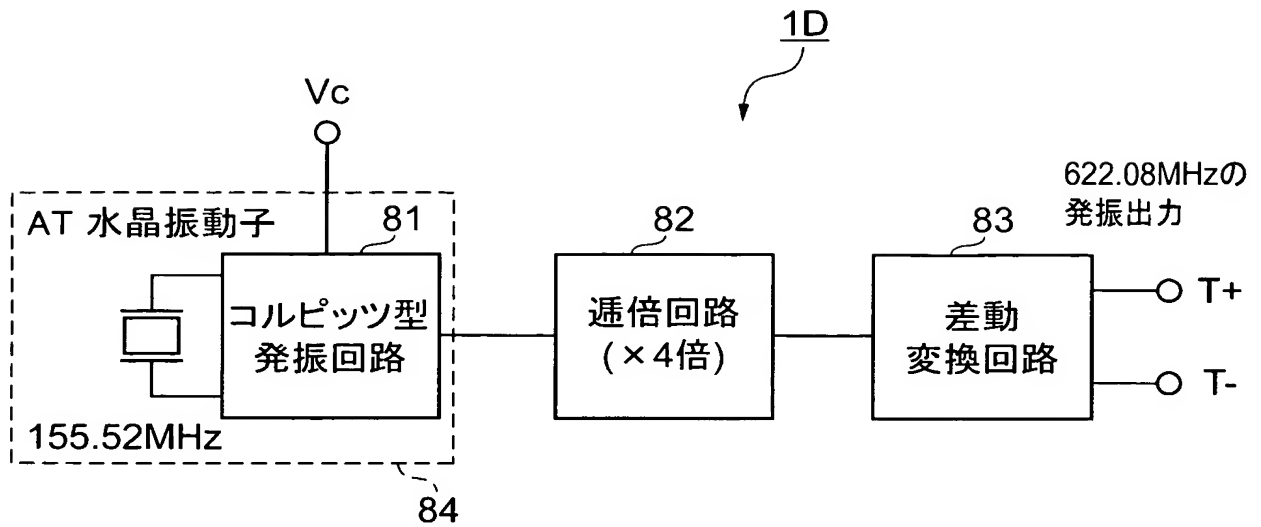 1D
Vc
622.08MHzの
発振出力
AT 水晶振動子
81
82
83
コルピッツ型
発振回路
逓倍回路
(×4倍)
差動
変換回路
T+
T-
155.52MHz
84